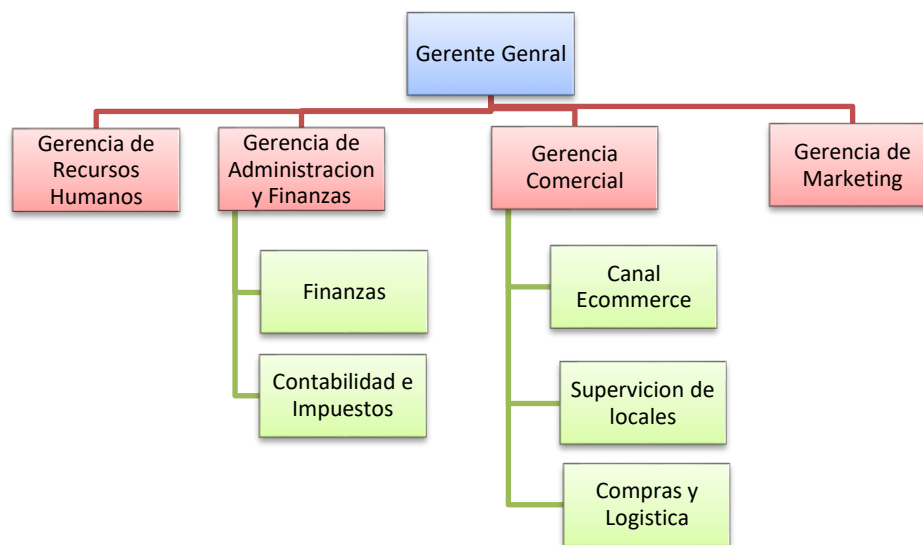 Gerente Genral
Gerencia de
Recursos
Humanos
Gerencia de
Administracion
y Finanzas
Gerencia
Comercial
Gerencia de
Marketing
Finanzas
Contabilidad e
Impuestos
Canal
Ecommerce
Supervicion de
locales
Compras y
Logistica